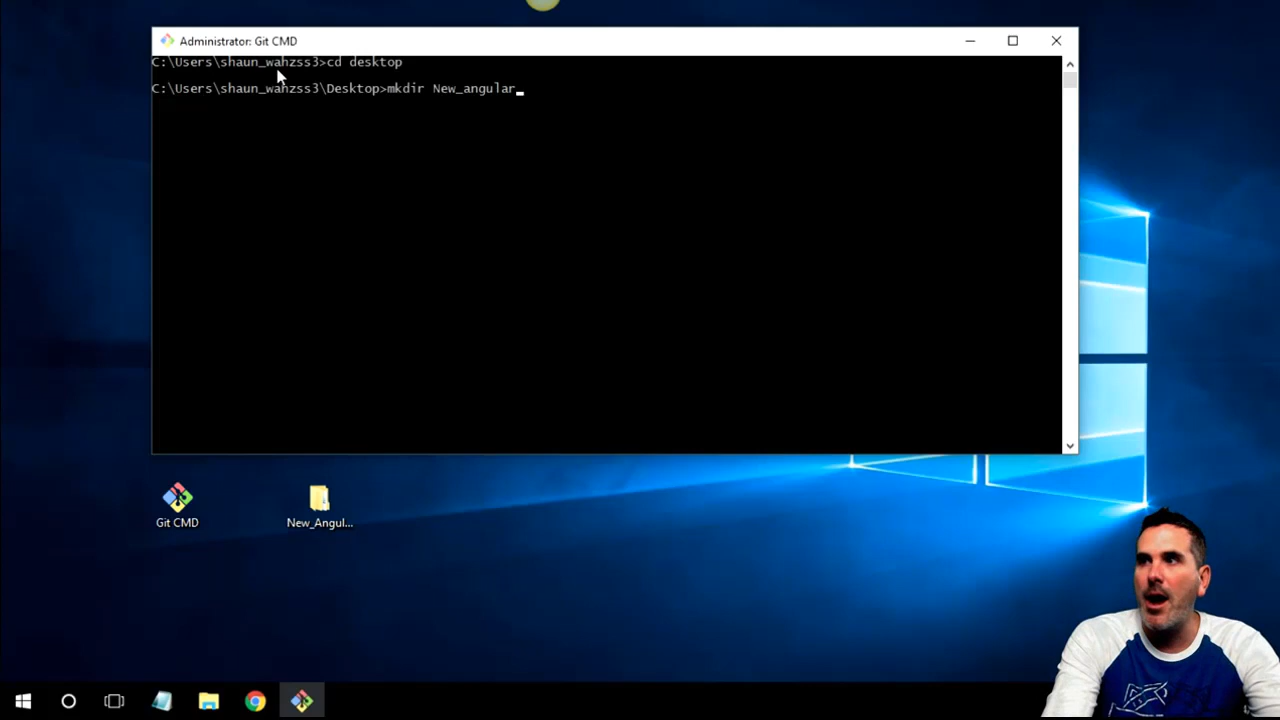 Administrator: Git CMD
C:\Users\shaun_wahzss3>cd desktop
C:\Users\shaun_wahzss3\Desktop>mkdir New_angular
Git CMD
New_Angul...